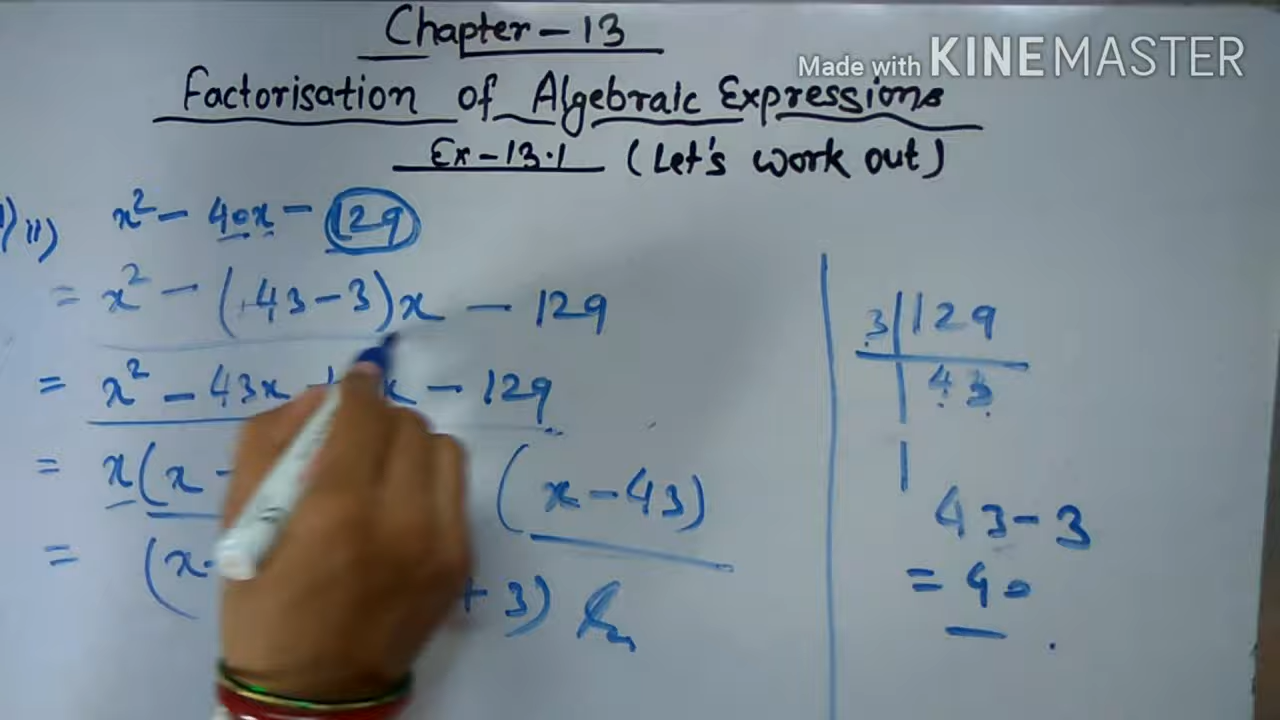 Chapter - 13
Made with KINEMASTER
Factorisation of Algebraic Expressions
Ex - 13.1 (Let's work out)
ii) x² - 40x - 129
= x² - (43 - 3)x - 129
= x² - 43x + x - 129
= x(x - (x - 43)
= (x - + 3)
3 129
43
43 - 3
= 40